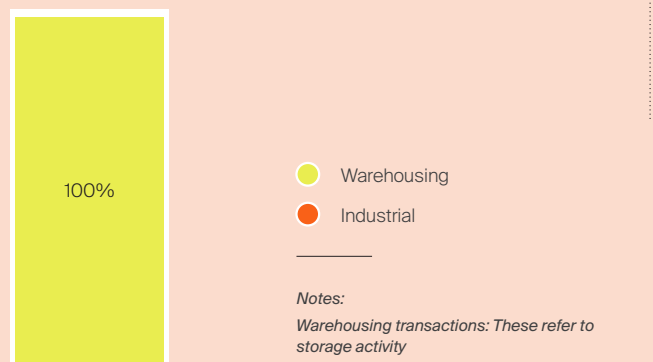 100%
Warehousing
Industrial
Notes:
Warehousing transactions: These refer to
storage activity